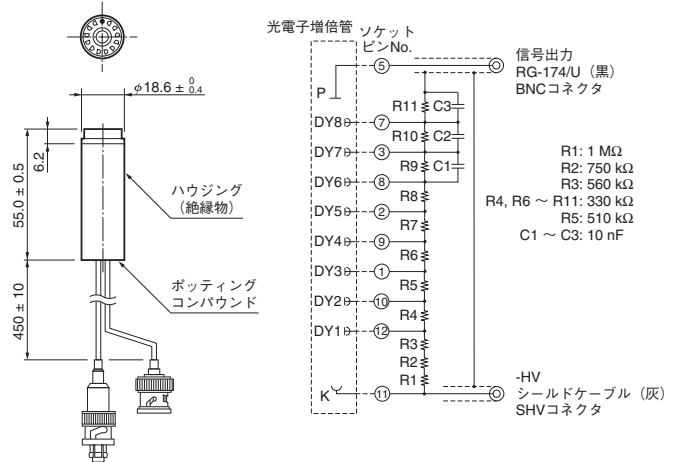 φ18.6 ± 0 0.4
55.0 ± 0.5
6.2
450 ± 10
ハウジング
（絶縁物）
ポッティング
コンパウンド
光電子増倍管
ソケット
ピンNo.
P
5
R11
C3
DY8
7
R10
C2
DY7
3
R9
C1
DY6
8
R8
DY5
2
R7
DY4
9
R6
DY3
1
R5
DY2
10
R4
DY1
12
R3
R2
R1
K
11
信号出力
RG-174/U（黒）
BNCコネクタ
R1: 1 MΩ
R2: 750 kΩ
R3: 560 kΩ
R4, R6 ～ R11: 330 kΩ
R5: 510 kΩ
C1 ～ C3: 10 nF
-HV
シールドケーブル（灰）
SHVコネクタ